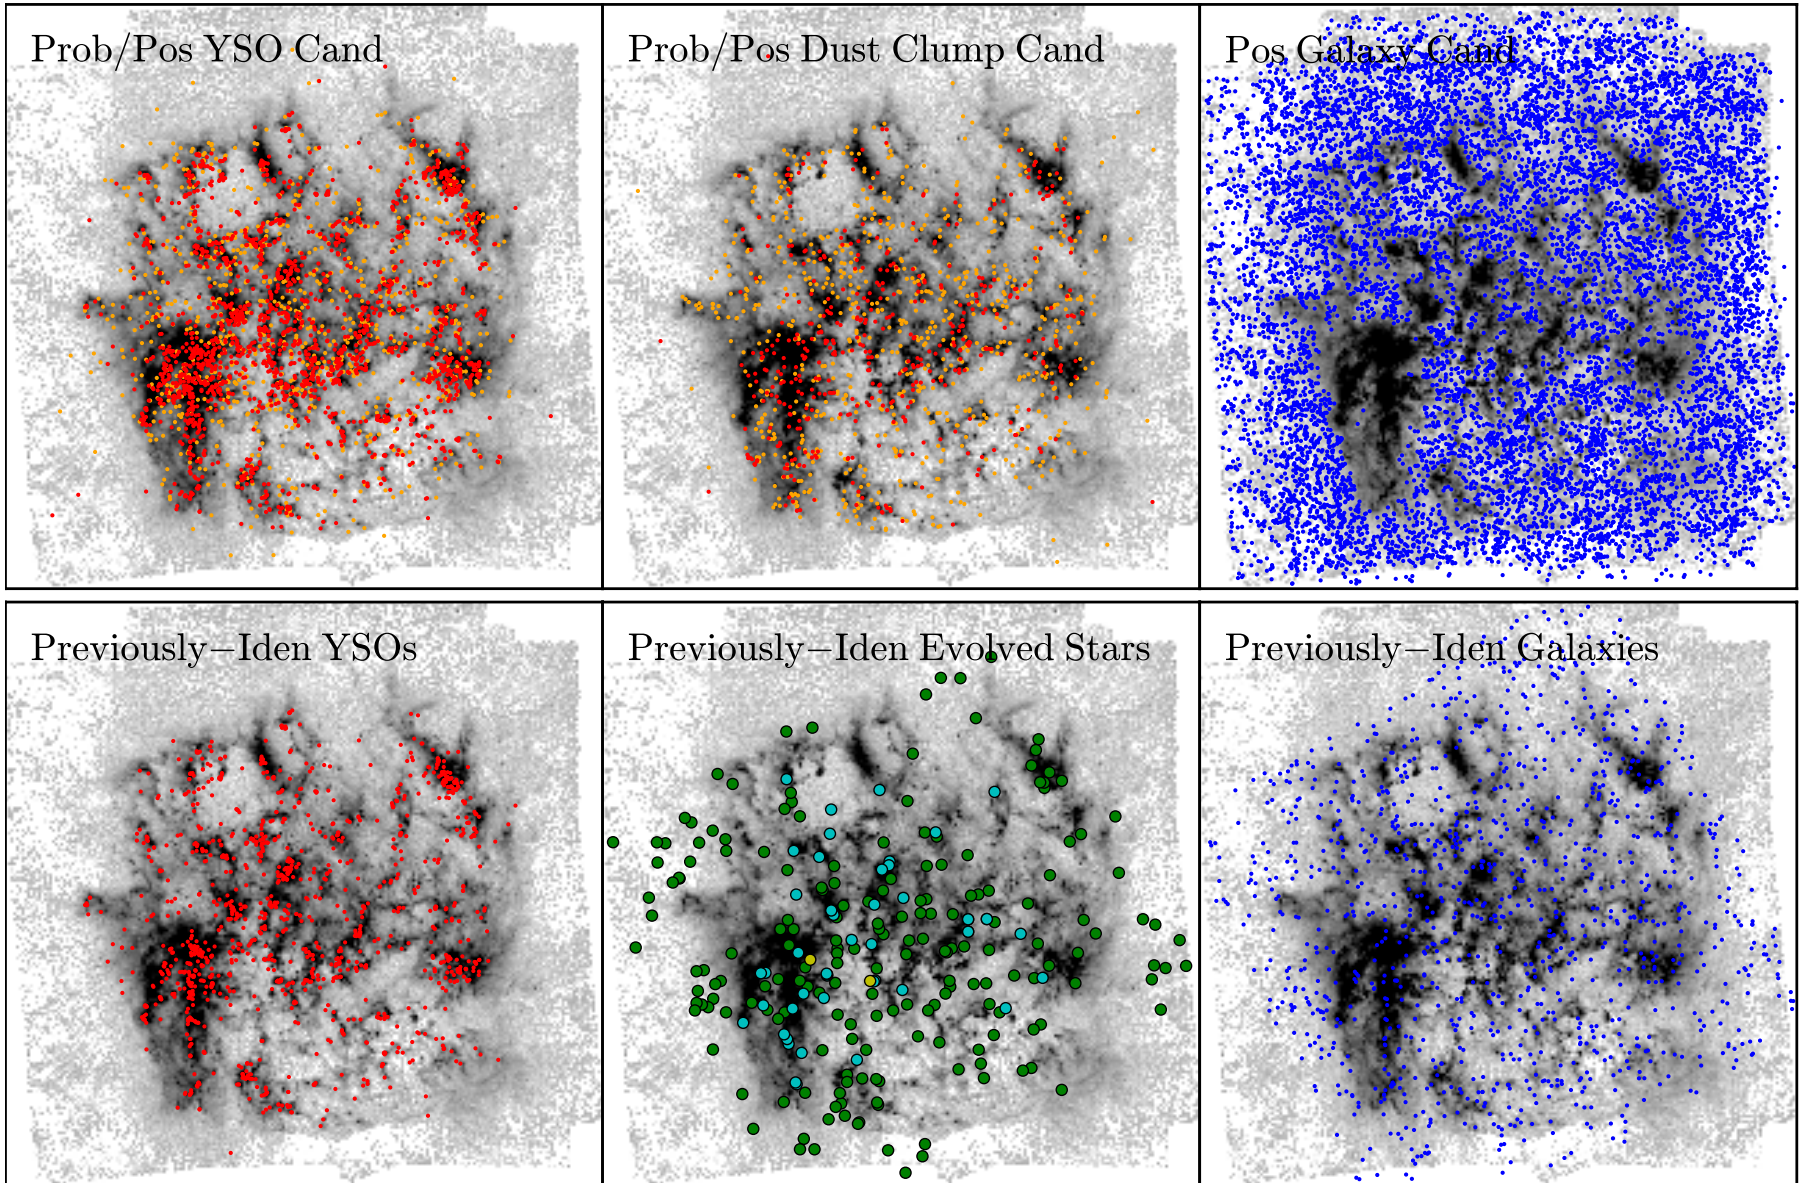 Prob/Pos YSO Cand
Prob/Pos Dust Clump Cand
Pos Galaxy Cand
Previously−Iden YSOs
Previously−Iden Evolved Stars
Previously−Iden Galaxies